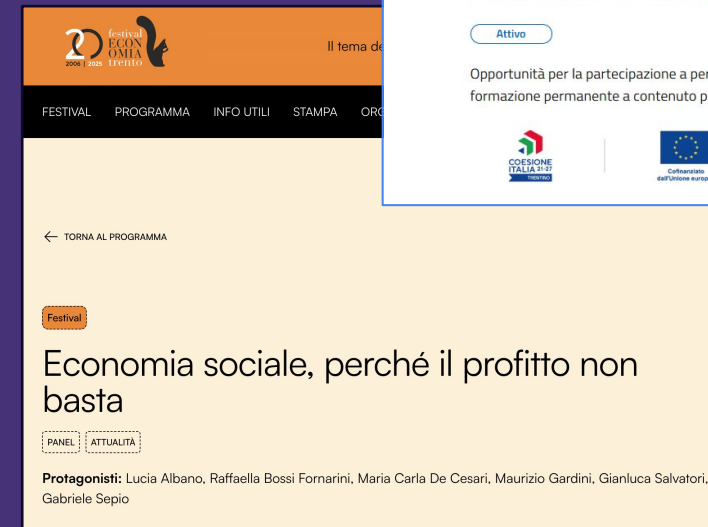 20 festival
ECON
OMIA
trento
2006 | 2025
Il tema de
FESTIVAL PROGRAMMA INFO UTILI STAMPA ORG
Attivo
Opportunità per la partecipazione a per
formazione permanente a contenuto p
COESIONE
ITALIA 21-27
TRENTINO
Cofinanziato
dall'Unione europ
← TORNA AL PROGRAMMA
Festival
Economia sociale, perché il profitto non
basta
PANEL ATTUALITÀ
Protagonisti: Lucia Albano, Raffaella Bossi Fornarini, Maria Carla De Cesari, Maurizio Gardini, Gianluca Salvatori,
Gabriele Sepio